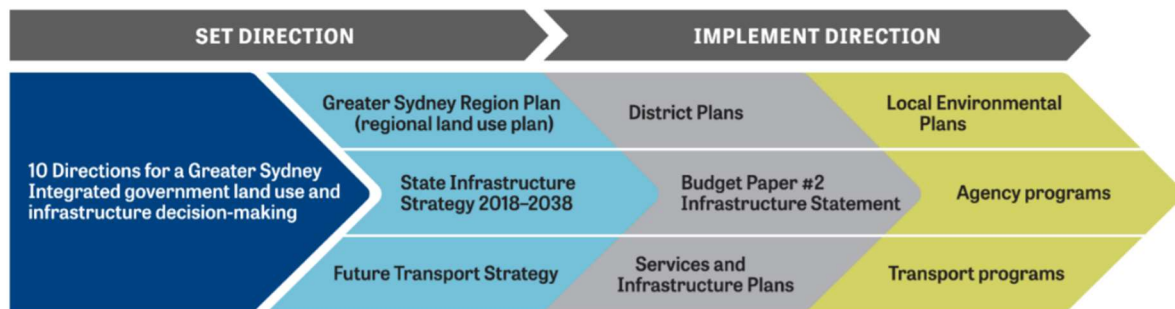 SET DIRECTION
IMPLEMENT DIRECTION
10 Directions for a Greater Sydney
Integrated government land use and
infrastructure decision-making
Greater Sydney Region Plan
(regional land use plan)
District Plans
Local Environmental
Plans
State Infrastructure
Strategy 2018–2038
Budget Paper #2
Infrastructure Statement
Agency programs
Future Transport Strategy
Services and
Infrastructure Plans
Transport programs